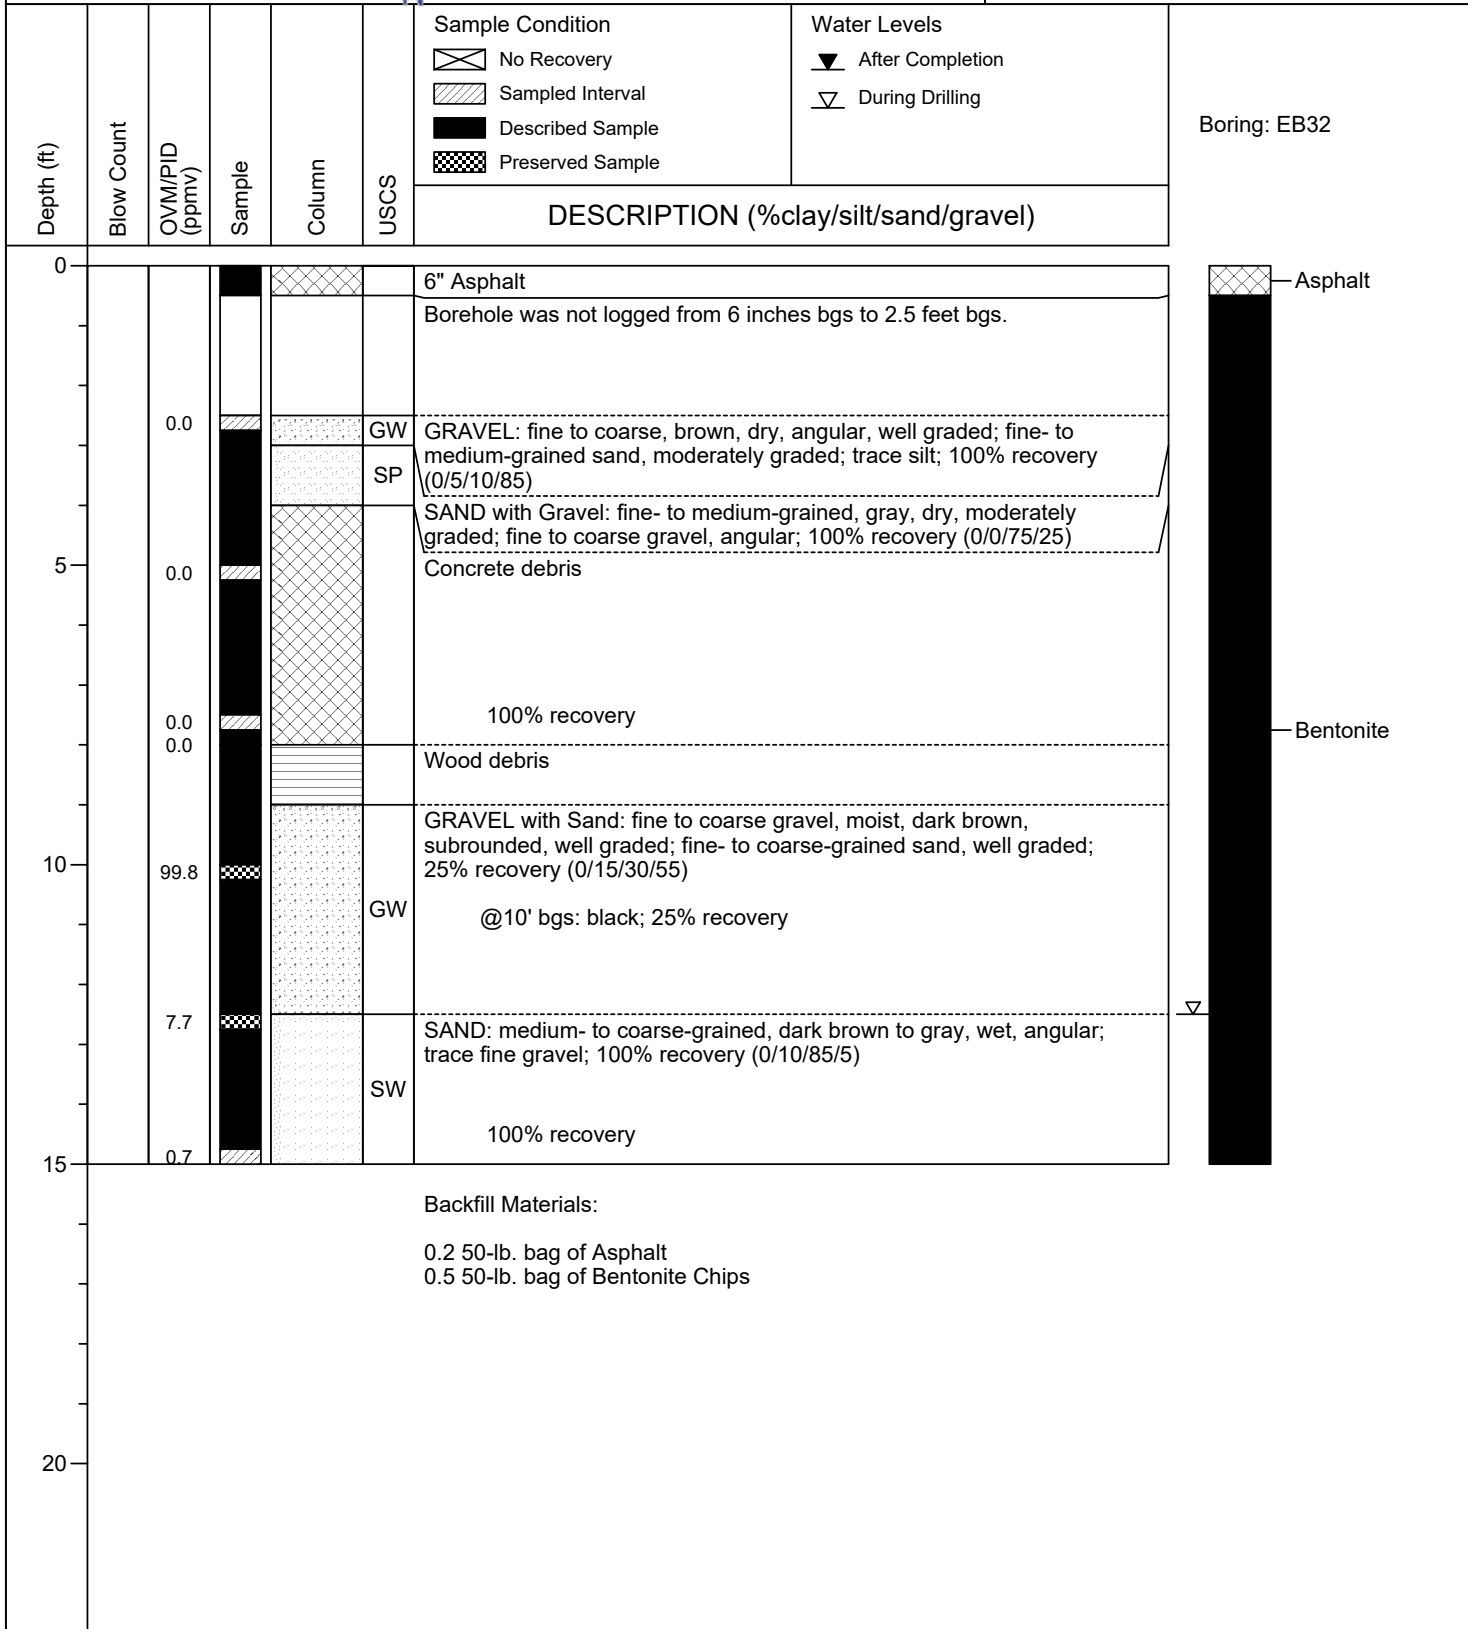 Sample Condition
No Recovery
Sampled Interval
Described Sample
Preserved Sample
Water Levels
After Completion
During Drilling
Boring: EB32
Depth (ft)
Blow Count
OVM/PID
(ppmv)
Sample
Column
USCS
DESCRIPTION (%clay/silt/sand/gravel)
0
6" Asphalt
Asphalt
Borehole was not logged from 6 inches bgs to 2.5 feet bgs.
0.0
GW
GRAVEL: fine to coarse, brown, dry, angular, well graded; fine- to
medium-grained sand, moderately graded; trace silt; 100% recovery
(0/5/10/85)
SP
SAND with Gravel: fine- to medium-grained, gray, dry, moderately
graded; fine to coarse gravel, angular; 100% recovery (0/0/75/25)
5
0.0
Concrete debris
0.0
100% recovery
Bentonite
0.0
Wood debris
GRAVEL with Sand: fine to coarse gravel, moist, dark brown,
subrounded, well graded; fine- to coarse-grained sand, well graded;
25% recovery (0/15/30/55)
10
99.8
GW
@10' bgs: black; 25% recovery
7.7
SAND: medium- to coarse-grained, dark brown to gray, wet, angular;
trace fine gravel; 100% recovery (0/10/85/5)
SW
100% recovery
0.7
15
Backfill Materials:
0.2 50-lb. bag of Asphalt
0.5 50-lb. bag of Bentonite Chips
20